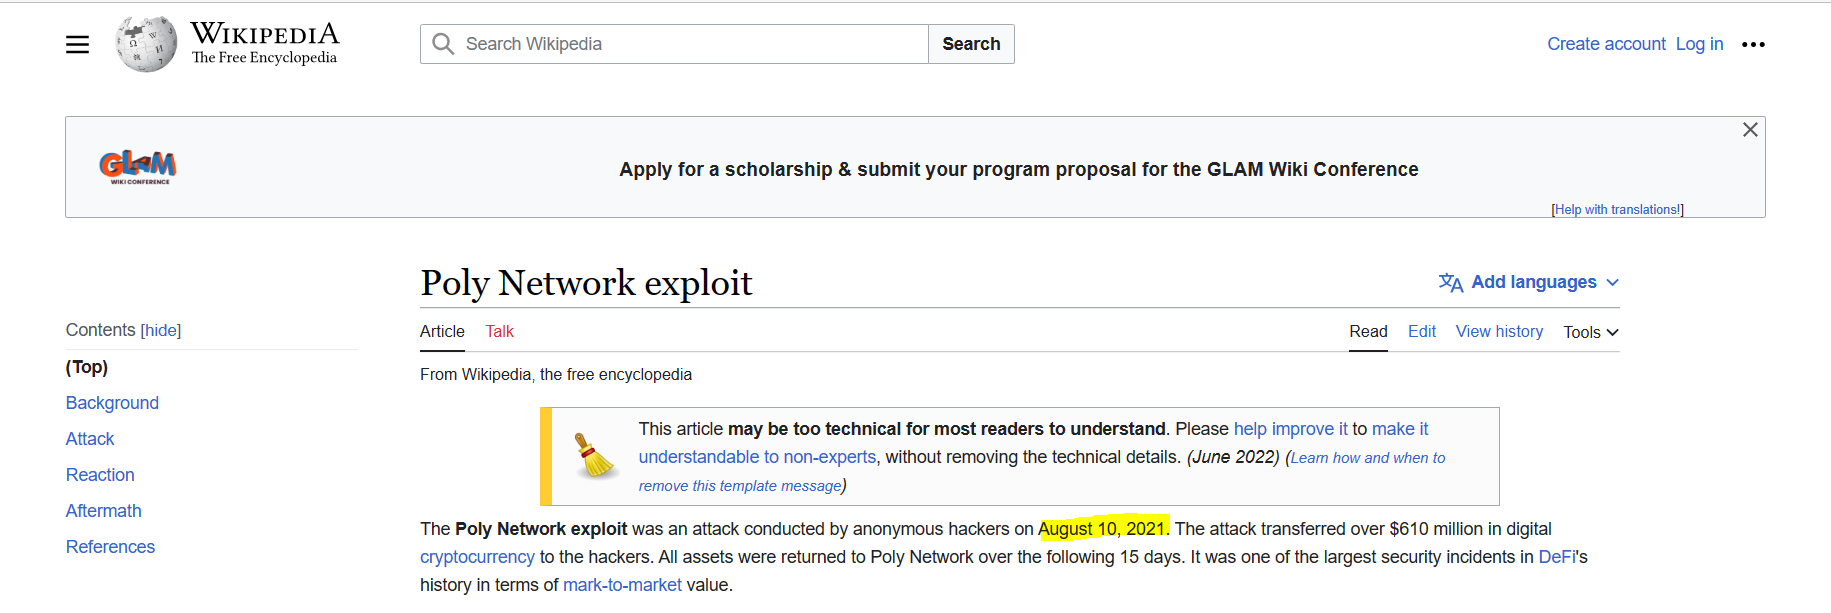 WIKIPEDIA
The Free Encyclopedia
Search Wikipedia
Search
Create account Log in
GLAM
WIKI CONFERENCE
Apply for a scholarship & submit your program proposal for the GLAM Wiki Conference
[Help with translations!]
Contents [hide]
(Top)
Background
Attack
Reaction
Aftermath
References
Poly Network exploit
Add languages
Article Talk
Read Edit View history Tools
From Wikipedia, the free encyclopedia
This article may be too technical for most readers to understand. Please help improve it to make it
understandable to non-experts, without removing the technical details. (June 2022) (Learn how and when to
remove this template message)
The Poly Network exploit was an attack conducted by anonymous hackers on August 10, 2021. The attack transferred over $610 million in digital
cryptocurrency to the hackers. All assets were returned to Poly Network over the following 15 days. It was one of the largest security incidents in DeFi's
history in terms of mark-to-market value.